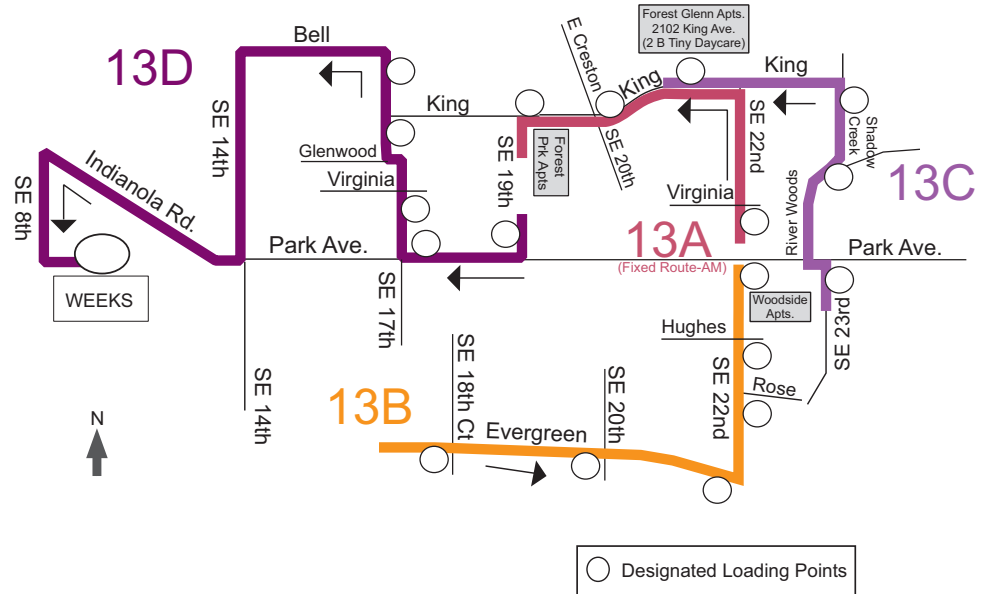 Forest Glenn Apts.
2102 King Ave.
(2 B Tiny Daycare)
Bell
13D
E Creston
King
King
King
SE 14th
SE 22nd
Shadow
Creek
Glenwood
Forest
Prk Apts
SE 19th
SE 20th
Indianola Rd.
Virginia
Virginia
13C
SE 8th
River Woods
13A
(Fixed Route-AM)
Park Ave.
Park Ave.
WEEKS
SE 17th
Woodside
Apts.
SE 23rd
Hughes
SE 14th
SE 18th Ct
SE 20th
SE 22nd
Rose
13B
Evergreen
N
Designated Loading Points